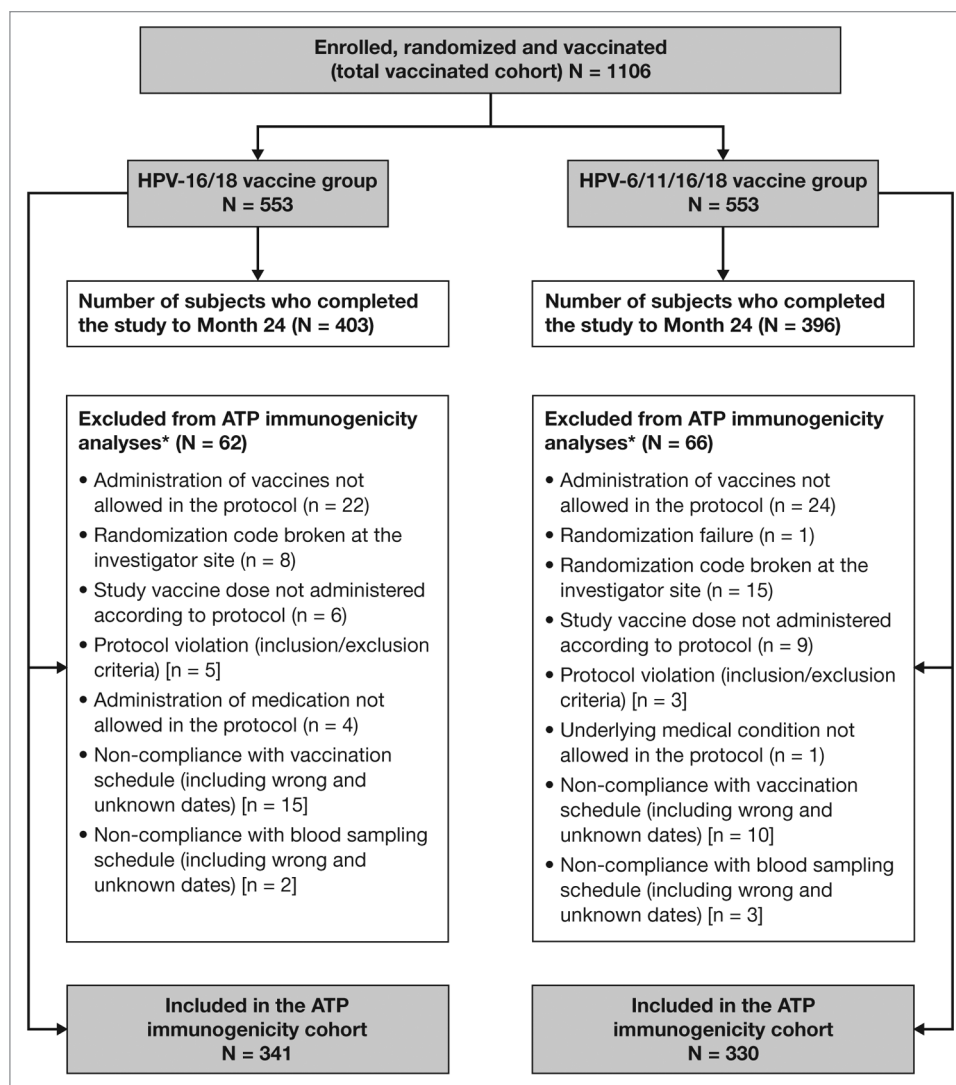 Enrolled, randomized and vaccinated
(total vaccinated cohort) N = 1106
HPV-16/18 vaccine group
N = 553
HPV-6/11/16/18 vaccine group
N = 553
Number of subjects who completed
the study to Month 24 (N = 403)
Number of subjects who completed
the study to Month 24 (N = 396)
Excluded from ATP immunogenicity
analyses* (N = 62)
• Administration of vaccines not
allowed in the protocol (n = 22)
• Randomization code broken at the
investigator site (n = 8)
• Study vaccine dose not administered
according to protocol (n = 6)
• Protocol violation (inclusion/exclusion
criteria) [n = 5]
• Administration of medication not
allowed in the protocol (n = 4)
• Non-compliance with vaccination
schedule (including wrong and
unknown dates) [n = 15]
• Non-compliance with blood sampling
schedule (including wrong and
unknown dates) [n = 2]
Excluded from ATP immunogenicity
analyses* (N = 66)
• Administration of vaccines not
allowed in the protocol (n = 24)
• Randomization failure (n = 1)
• Randomization code broken at the
investigator site (n = 15)
• Study vaccine dose not administered
according to protocol (n = 9)
• Protocol violation (inclusion/exclusion
criteria) [n = 3]
• Underlying medical condition not
allowed in the protocol (n = 1)
• Non-compliance with vaccination
schedule (including wrong and
unknown dates) [n = 10]
• Non-compliance with blood sampling
schedule (including wrong and
unknown dates) [n = 3]
Included in the ATP
immunogenicity cohort
N = 341
Included in the ATP
immunogenicity cohort
N = 330